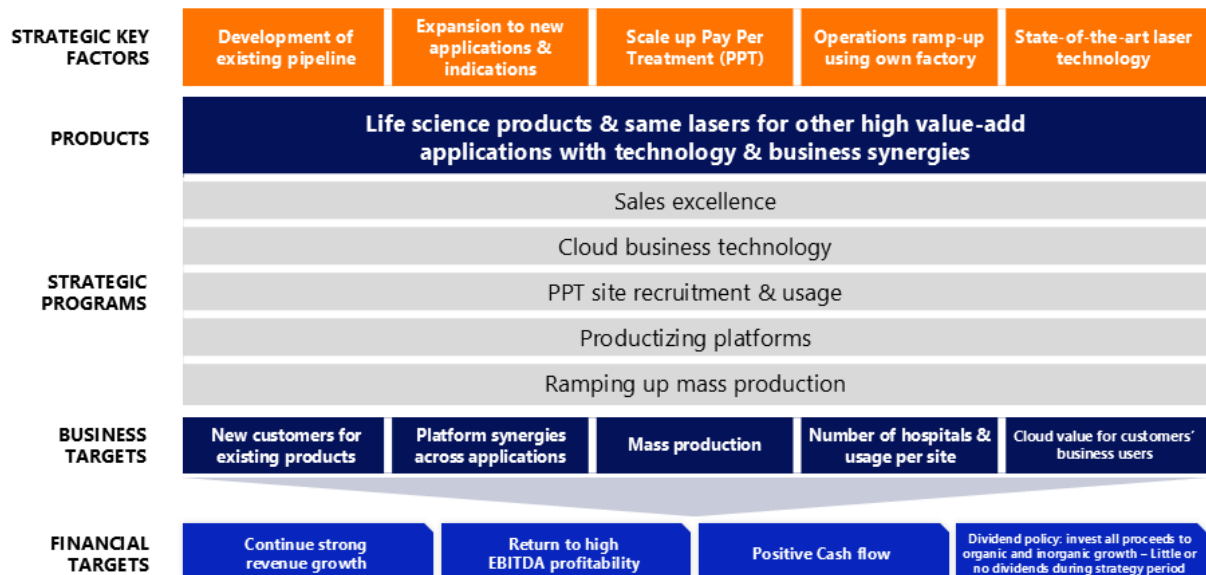 STRATEGIC KEY
FACTORS
Development of
existing pipeline
Expansion to new
applications &
indications
Scale up Pay Per
Treatment (PPT)
Operations ramp-up
using own factory
State-of-the-art laser
technology
PRODUCTS
Life science products & same lasers for other high value-add
applications with technology & business synergies
STRATEGIC
PROGRAMS
Sales excellence
Cloud business technology
PPT site recruitment & usage
Productizing platforms
Ramping up mass production
BUSINESS
TARGETS
New customers for
existing products
Platform synergies
across applications
Mass production
Number of hospitals &
usage per site
Cloud value for customers’
business users
FINANCIAL
TARGETS
Continue strong
revenue growth
Return to high
EBITDA profitability
Positive Cash flow
Dividend policy: invest all proceeds to
organic and inorganic growth – Little or
no dividends during strategy period